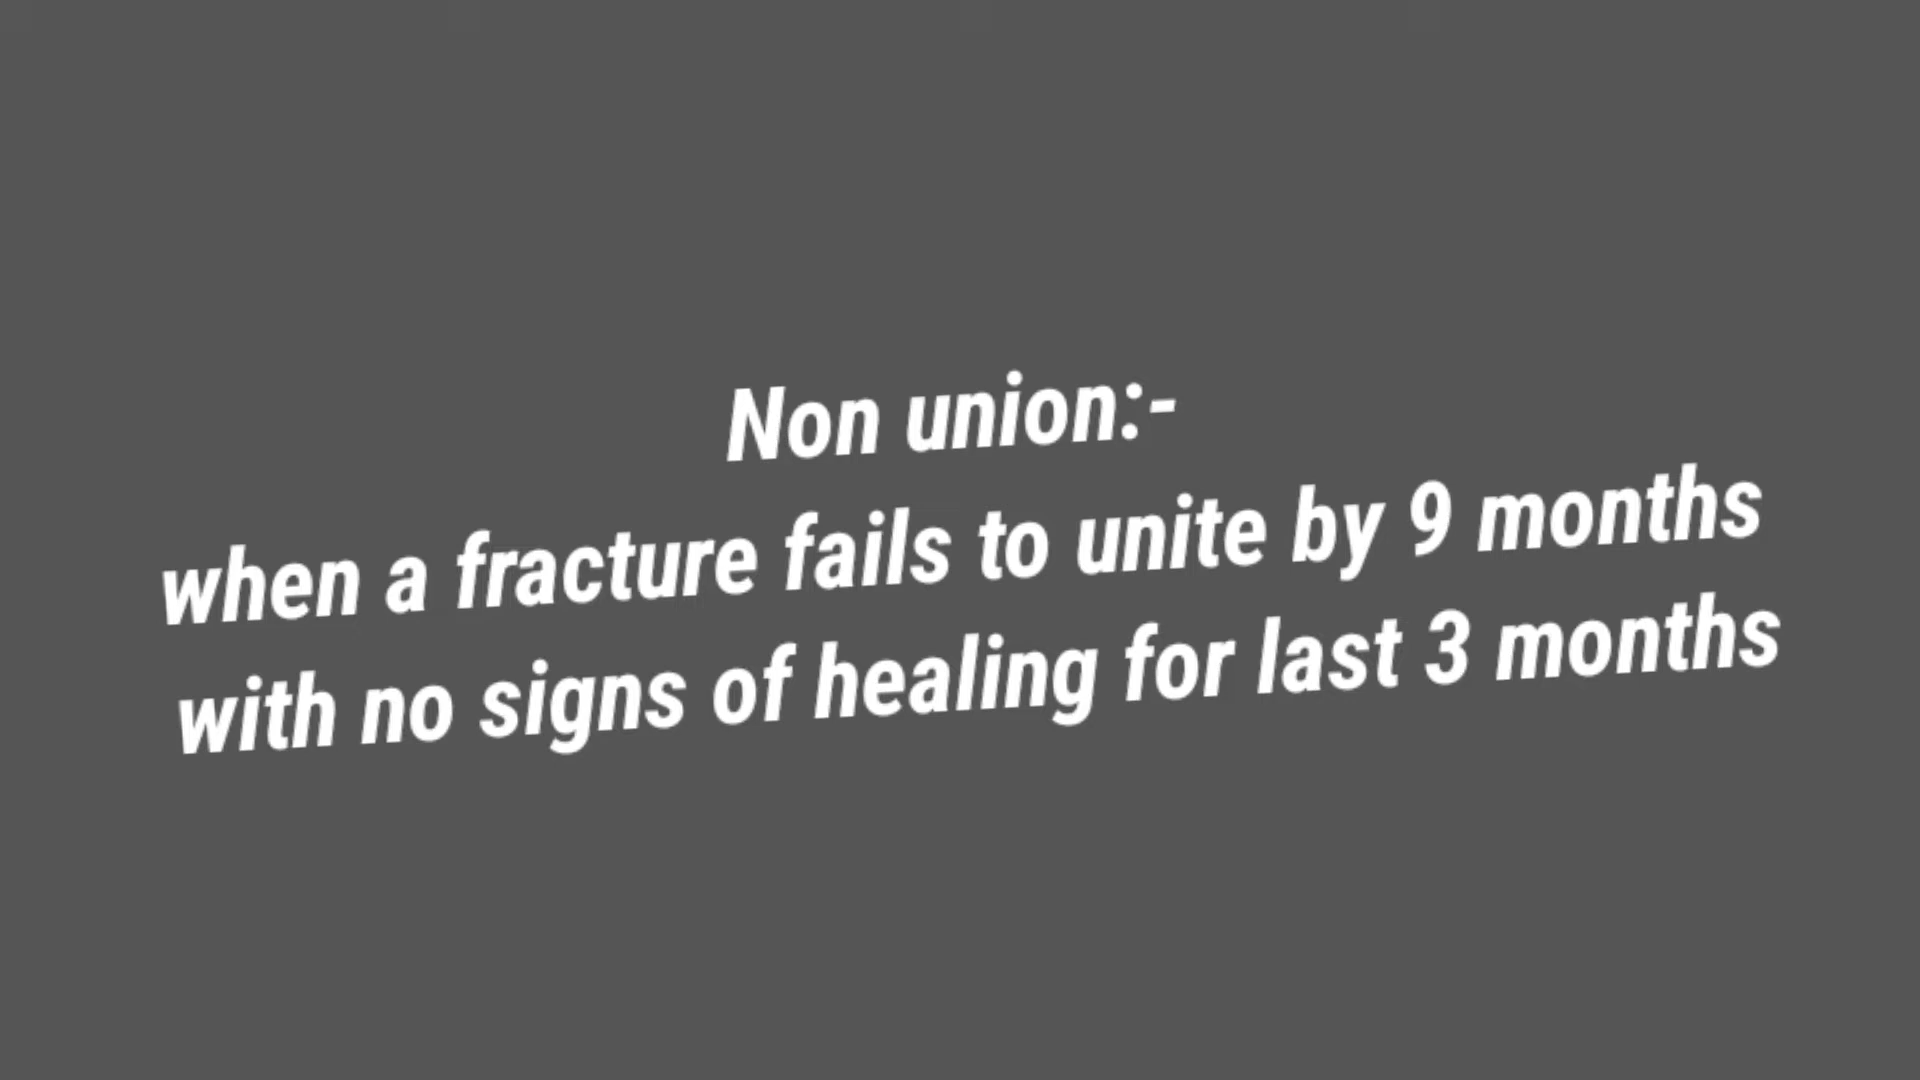 Non union:-
when a fracture fails to unite by 9 months
with no signs of healing for last 3 months